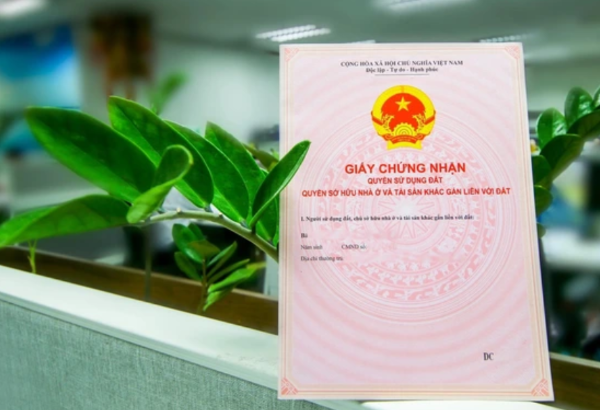 CỘNG HÒA XÃ HỘI CHỦ NGHĨA VIỆT NAM
Độc lập - Tự do - Hạnh phúc
GIẤY CHỨNG NHẬN
QUYỀN SỬ DỤNG ĐẤT
QUYỀN SỞ HỮU NHÀ Ở VÀ TÀI SẢN KHÁC GẮN LIỀN VỚI ĐẤT
I. Người sử dụng đất, chủ sở hữu nhà ở và tài sản khác gắn liền với đất:
Bà
Năm sinh: CMND số:
Địa chỉ thường trú:
DC